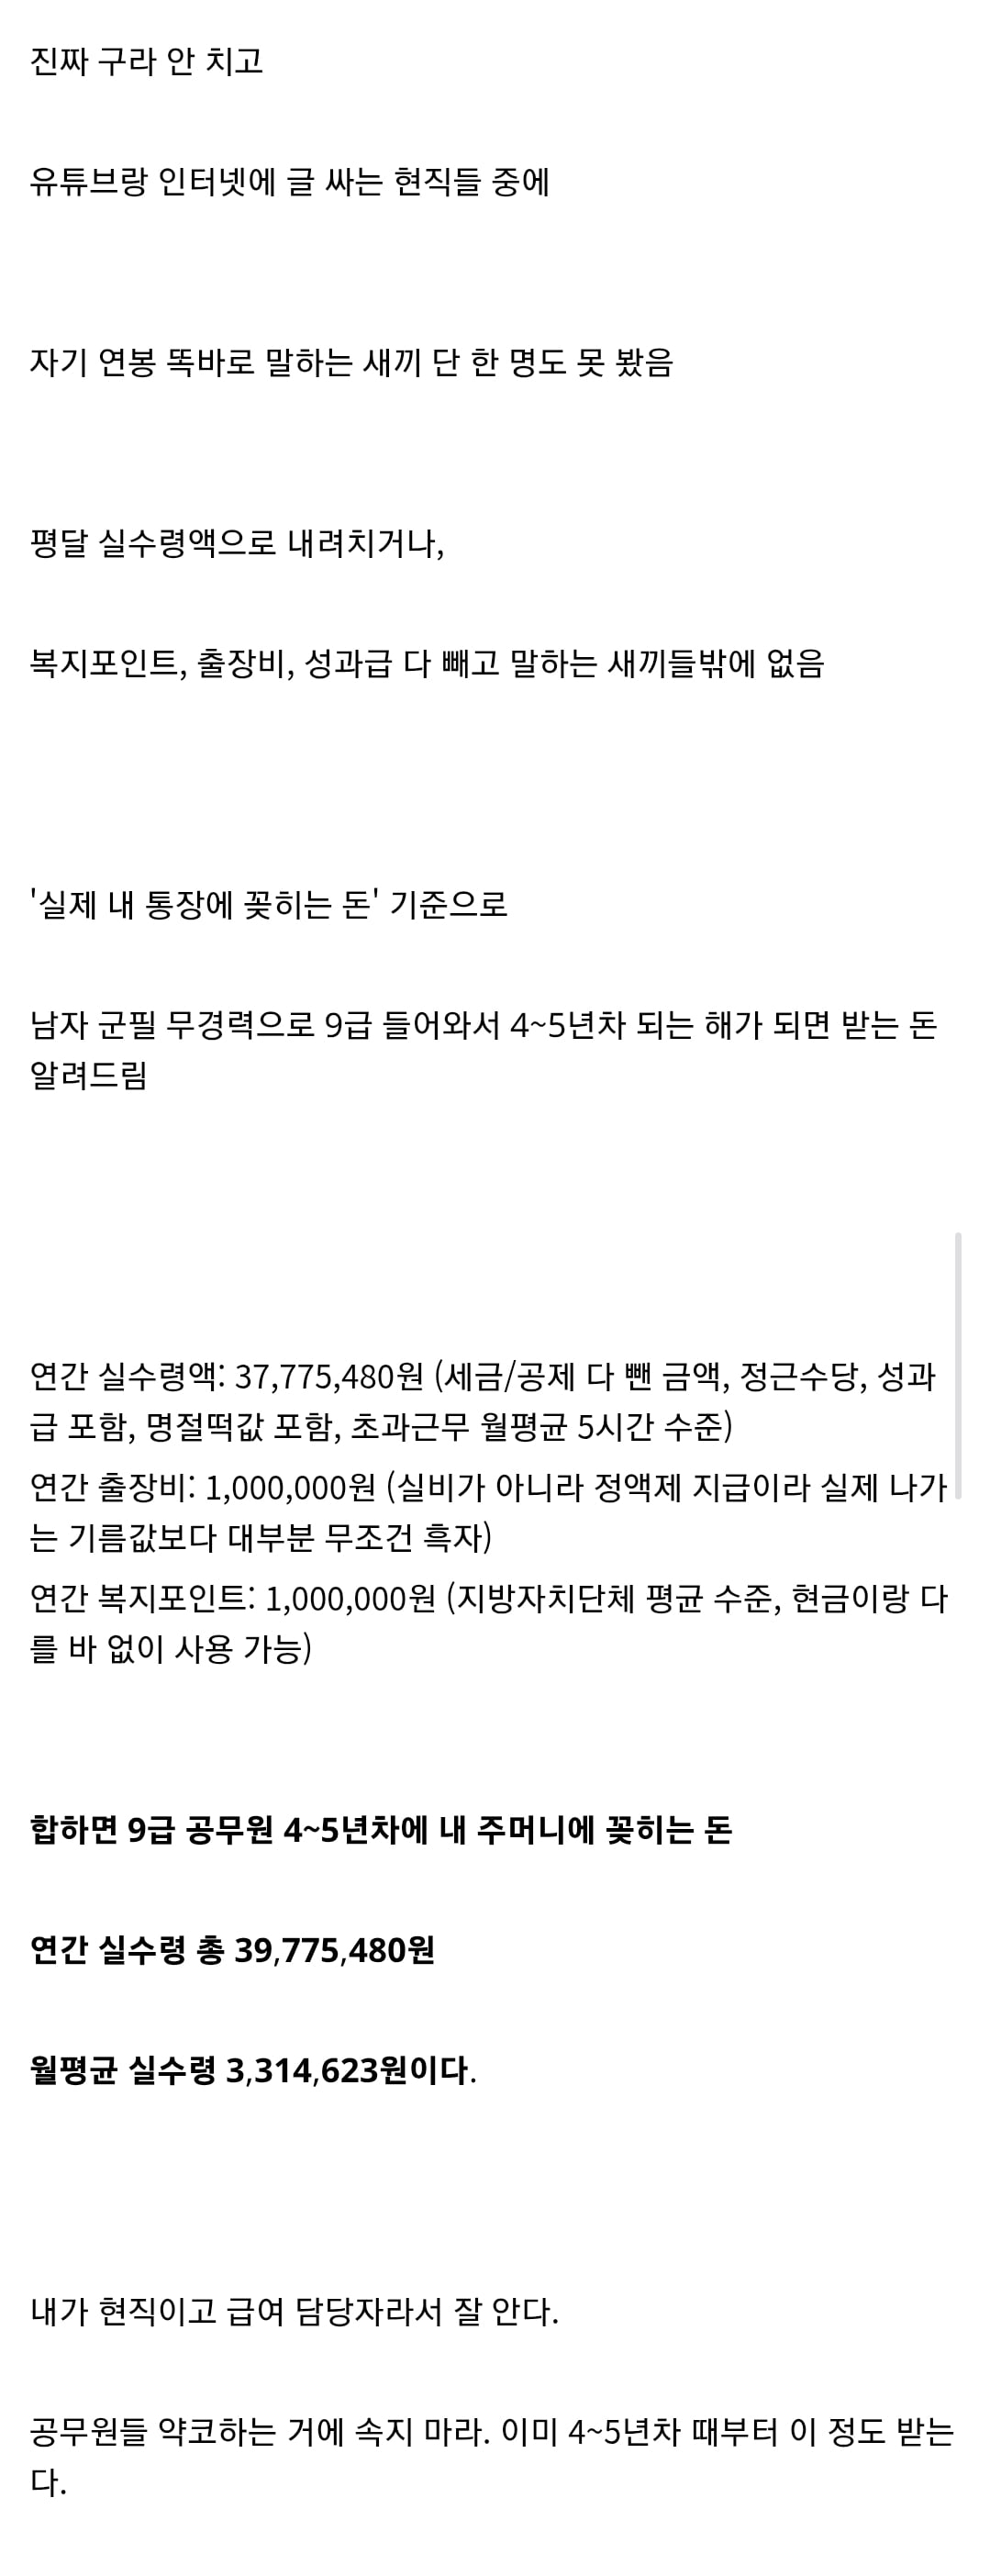 진짜 구라 안 치고
유튜브랑 인터넷에 글 싸는 현직들 중에
자기 연봉 똑바로 말하는 새끼 단 한 명도 못 봤음
평달 실수령액으로 내려치거나,
복지포인트, 출장비, 성과급 다 빼고 말하는 새끼들밖에 없음
'실제 내 통장에 꽂히는 돈' 기준으로
남자 군필 무경력으로 9급 들어와서 4~5년차 되는 해가 되면 받는 돈
알려드림
연간 실수령액: 37,775,480원 (세금/공제 다 뺀 금액, 정근수당, 성과
급 포함, 명절떡값 포함, 초과근무 월평균 5시간 수준)
연간 출장비: 1,000,000원 (실비가 아니라 정액제 지급이라 실제 나가
는 기름값보다 대부분 무조건 흑자)
연간 복지포인트: 1,000,000원 (지방자치단체 평균 수준, 현금이랑 다
를 바 없이 사용 가능)
합하면 9급 공무원 4~5년차에 내 주머니에 꽂히는 돈
연간 실수령 총 39,775,480원
월평균 실수령 3,314,623원이다.
내가 현직이고 급여 담당자라서 잘 안다.
공무원들 약코하는 거에 속지 마라. 이미 4~5년차 때부터 이 정도 받는
다.